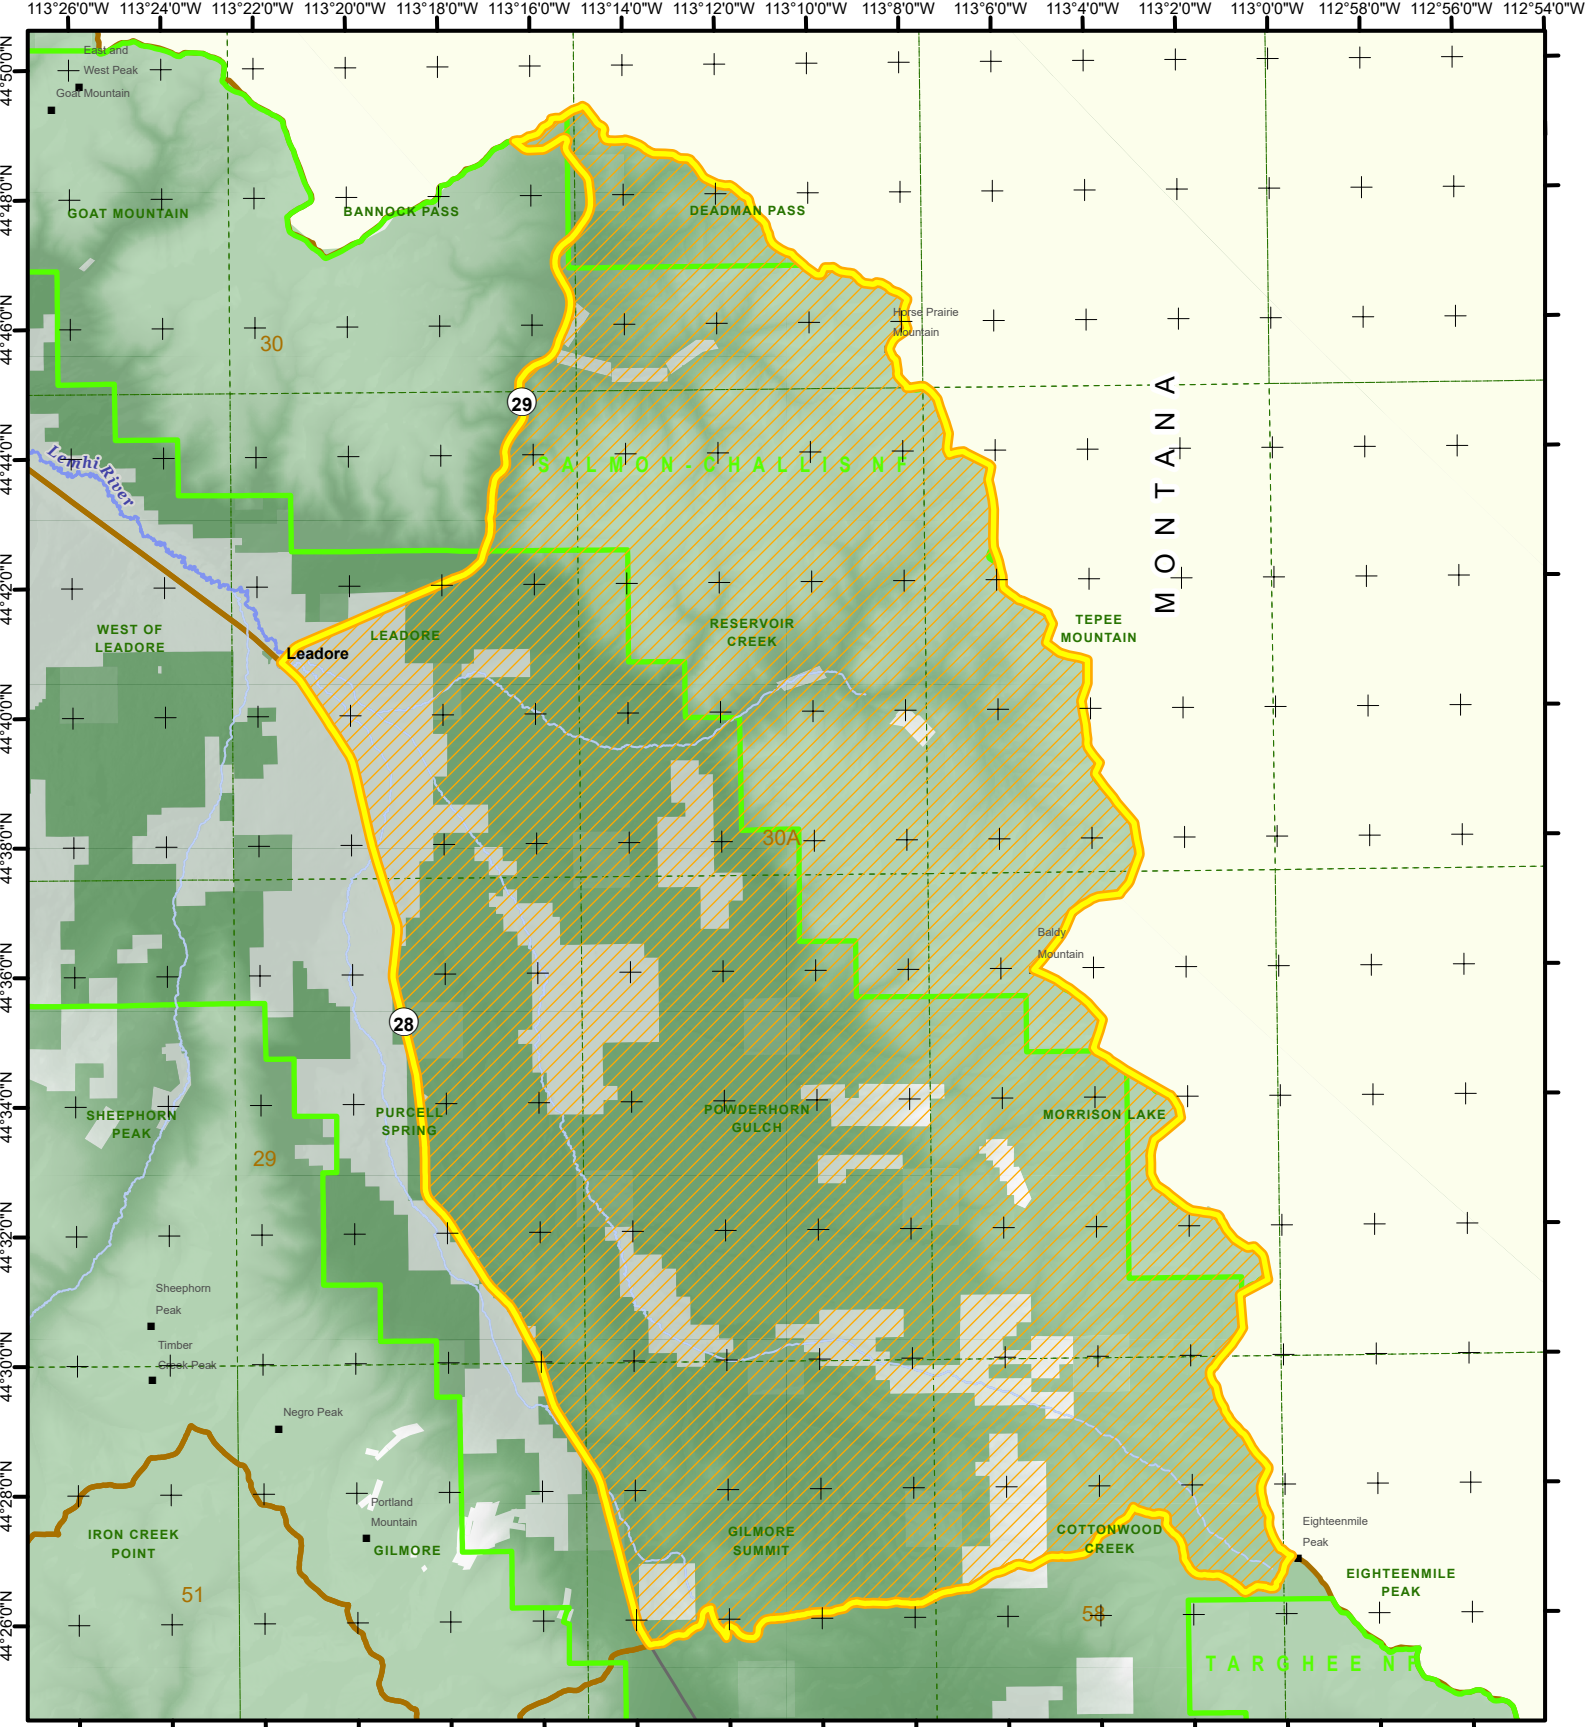 113°26'0"W 113°24'0"W 113°22'0"W 113°20'0"W 113°18'0"W 113°16'0"W 113°14'0"W 113°12'0"W 113°10'0"W 113°8'0"W 113°6'0"W 113°4'0"W 113°2'0"W 113°0'0"W 112°58'0"W 112°56'0"W 112°54'0"W
44°50'0"N
East and
West Peak
Goat Mountain
44°48'0"N
GOAT MOUNTAIN
BANNOCK PASS
DEADMAN PASS
44°46'0"N
30
Horse Prairie
Mountain
29
MONTANA
44°44'0"N
Lemhi River
SALMON-CHALLIS NF
44°42'0"N
WEST OF
LEADORE
LEADORE
Leadore
RESERVOIR
CREEK
TEPEE
MOUNTAIN
44°40'0"N
44°38'0"N
30A
Baldy
Mountain
44°36'0"N
28
44°34'0"N
SHEEPHORN
PEAK
PURCELL
SPRING
POWDERHORN
GULCH
MORRISON LAKE
29
44°32'0"N
Sheephorn
Peak
Timber
Creek Peak
44°30'0"N
Negro Peak
44°28'0"N
Portland
Mountain
IRON CREEK
POINT
GILMORE
GILMORE
SUMMIT
COTTONWOOD
CREEK
Eighteenmile
Peak
EIGHTEENMILE
PEAK
51
58
44°26'0"N
TARGHEE NF